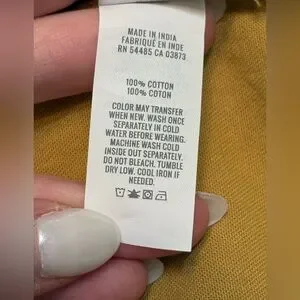 MADE IN INDIA
FABRIQUÉ EN INDE
RN 54485 CA 03873
100% COTTON
100% COTON
COLOR MAY TRANSFER
WHEN NEW. WASH ONCE
SEPARATELY IN COLD
WATER BEFORE WEARING.
MACHINE WASH COLD
INSIDE OUT SEPARATELY.
DO NOT BLEACH. TUMBLE
DRY LOW. COOL IRON IF
NEEDED.